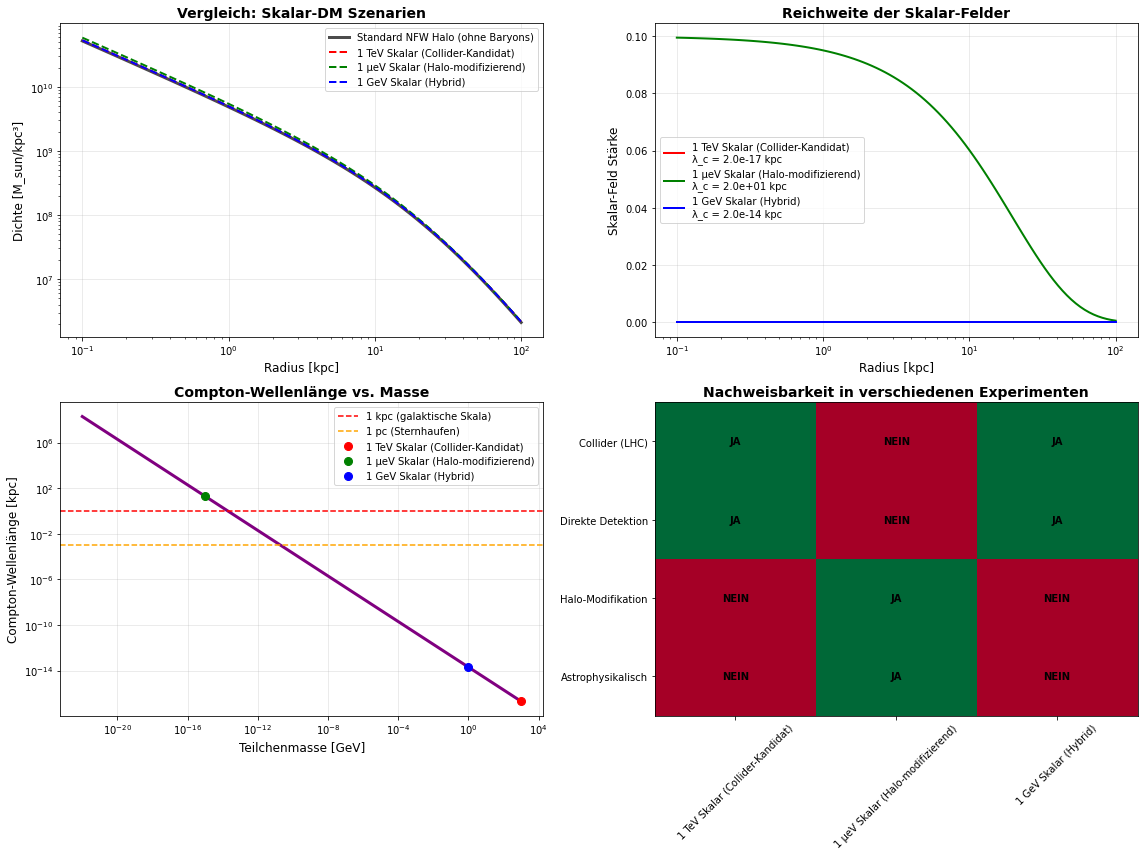 Vergleich: Skalar-DM Szenarien
Dichte [M_sun/kpc³]
10¹⁰
10⁹
10⁸
10⁷
Standard NFW Halo (ohne Baryons)
1 TeV Skalar (Collider-Kandidat)
1 μeV Skalar (Halo-modifizierend)
1 GeV Skalar (Hybrid)
10⁻¹ 10⁰ 10¹ 10²
Radius [kpc]
Reichweite der Skalar-Felder
Skalar-Feld Stärke
0.10
0.08
0.06
0.04
0.02
0.00
1 TeV Skalar (Collider-Kandidat)
λ_c = 2.0e-17 kpc
1 μeV Skalar (Halo-modifizierend)
λ_c = 2.0e+01 kpc
1 GeV Skalar (Hybrid)
λ_c = 2.0e-14 kpc
10⁻¹ 10⁰ 10¹ 10²
Radius [kpc]
Compton-Wellenlänge vs. Masse
Compton-Wellenlänge [kpc]
10⁶
10²
10⁻²
10⁻⁶
10⁻¹⁰
10⁻¹⁴
1 kpc (galaktische Skala)
1 pc (Sternhaufen)
1 TeV Skalar (Collider-Kandidat)
1 μeV Skalar (Halo-modifizierend)
1 GeV Skalar (Hybrid)
10⁻²⁰ 10⁻¹⁶ 10⁻¹² 10⁻⁸ 10⁻⁴ 10⁰ 10⁴
Teilchenmasse [GeV]
Nachweisbarkeit in verschiedenen Experimenten
Collider (LHC) JA NEIN JA
Direkte Detektion JA NEIN JA
Halo-Modifikation NEIN JA NEIN
Astrophysikalisch NEIN JA NEIN
1 TeV Skalar (Collider-Kandidat)
1 μeV Skalar (Halo-modifizierend)
1 GeV Skalar (Hybrid)